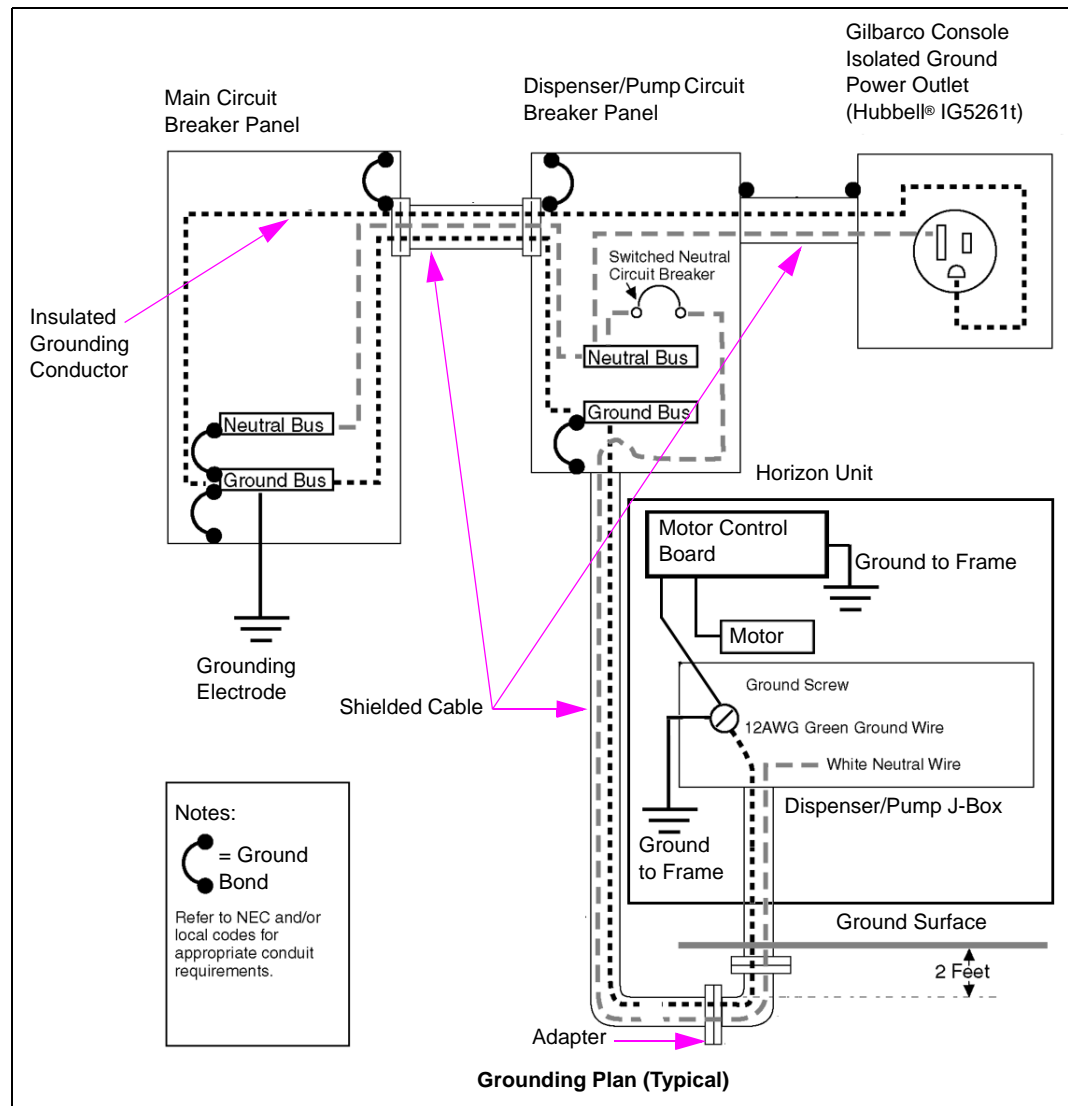 Gilbarco Console
Isolated Ground
Power Outlet
(Hubbell® IG5261t)
Dispenser/Pump Circuit
Breaker Panel
Main Circuit
Breaker Panel
Switched Neutral
Circuit Breaker
Insulated
Grounding
Conductor
Neutral Bus
Ground Bus
Neutral Bus
Ground Bus
Horizon Unit
Motor Control
Board
Ground to Frame
Motor
Grounding
Electrode
Shielded Cable
Ground Screw
12AWG Green Ground Wire
White Neutral Wire
Dispenser/Pump J-Box
Ground
to Frame
Notes:
= Ground
Bond
Refer to NEC and/or
local codes for
appropriate conduit
requirements.
Ground Surface
2 Feet
Adapter
Grounding Plan (Typical)